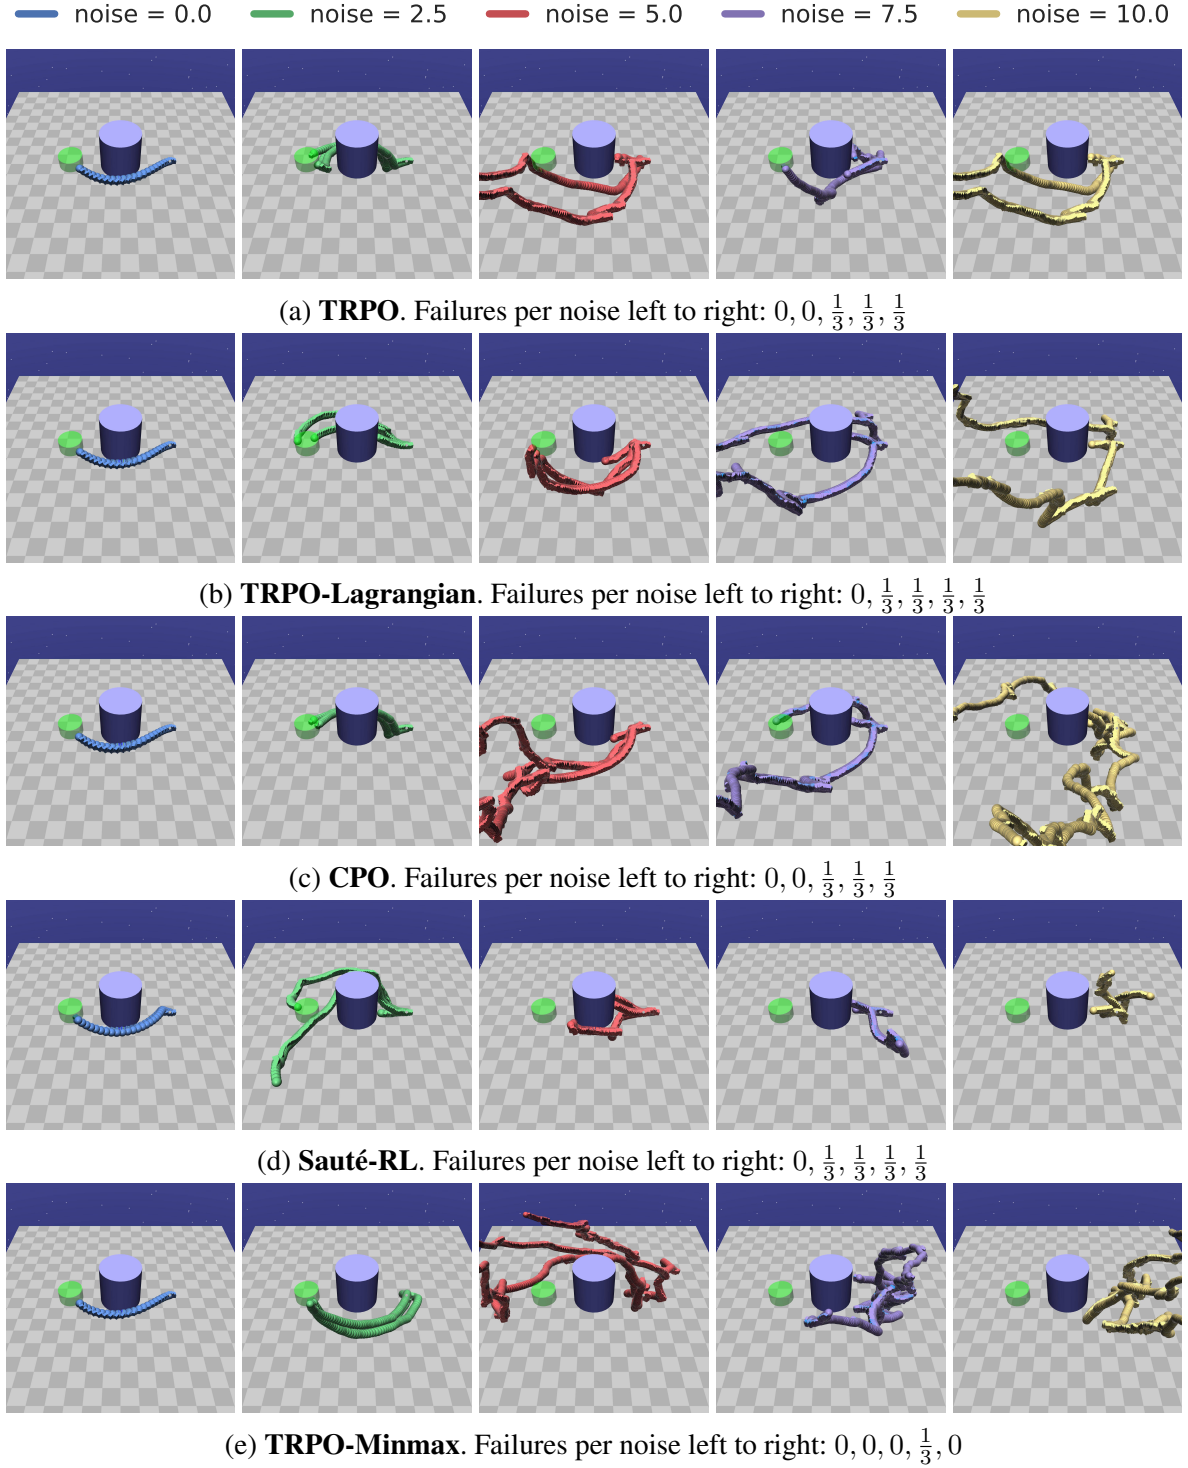 noise = 0.0 noise = 2.5 noise = 5.0 noise = 7.5 noise = 10.0
(a) TRPO. Failures per noise left to right: 0, 0, 1/3, 1/3, 1/3
(b) TRPO-Lagrangian. Failures per noise left to right: 0, 1/3, 1/3, 1/3, 1/3
(c) CPO. Failures per noise left to right: 0, 0, 1/3, 1/3, 1/3
(d) Sauté-RL. Failures per noise left to right: 0, 1/3, 1/3, 1/3, 1/3
(e) TRPO-Minmax. Failures per noise left to right: 0, 0, 0, 1/3, 0